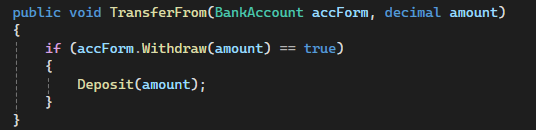 public void TransferFrom(BankAccount accForm, decimal amount)
{
    if (accForm.Withdraw(amount) == true)
    {
        Deposit(amount);
    }
}